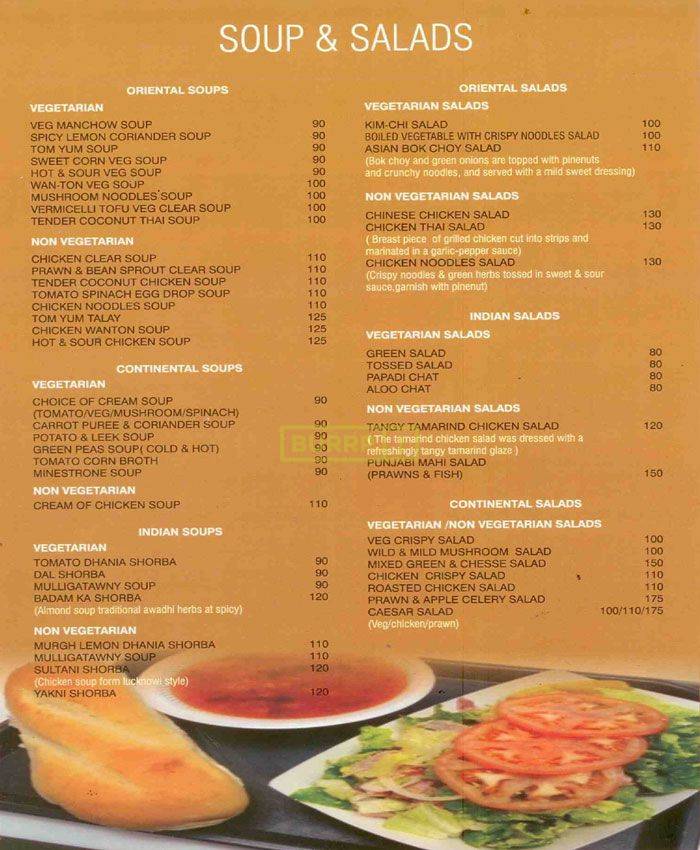 SOUP & SALADS
ORIENTAL SOUPS
VEGETARIAN
VEG MANCHOW SOUP 90
SPICY LEMON CORIANDER SOUP 90
TOM YUM SOUP 90
SWEET CORN VEG SOUP 90
HOT & SOUR VEG SOUP 90
WAN-TON VEG SOUP 100
MUSHROOM NOODLES SOUP 100
VERMICELLI TOFU VEG CLEAR SOUP 100
TENDER COCONUT THAI SOUP 100
NON VEGETARIAN
CHICKEN CLEAR SOUP 110
PRAWN & BEAN SPROUT CLEAR SOUP 110
TENDER COCONUT CHICKEN SOUP 110
TOMATO SPINACH EGG DROP SOUP 110
CHICKEN NOODLES SOUP 110
TOM YUM TALAY 125
CHICKEN WANTON SOUP 125
HOT & SOUR CHICKEN SOUP 125
CONTINENTAL SOUPS
VEGETARIAN
CHOICE OF CREAM SOUP 90
(TOMATO/VEG/MUSHROOM/SPINACH)
CARROT PUREE & CORIANDER SOUP 90
POTATO & LEEK SOUP 90
GREEN PEAS SOUP( COLD & HOT) 90
TOMATO CORN BROTH 90
MINESTRONE SOUP 90
NON VEGETARIAN
CREAM OF CHICKEN SOUP 110
INDIAN SOUPS
VEGETARIAN
TOMATO DHANIA SHORBA 90
DAL SHORBA 90
MULLIGATAWNY SOUP 90
BADAM KA SHORBA 120
(Almond soup traditional awadhi herbs at spicy)
NON VEGETARIAN
MURGH LEMON DHANIA SHORBA 110
MULLIGATAWNY SOUP 110
SULTANI SHORBA 120
(Chicken soup form lucknowi style)
YAKNI SHORBA 120
ORIENTAL SALADS
VEGETARIAN SALADS
KIM-CHI SALAD 100
BOILED VEGETABLE WITH CRISPY NOODLES SALAD 100
ASIAN BOK CHOY SALAD 110
(Bok choy and green onions are topped with pinenuts
and crunchy noodles, and served with a mild sweet dressing)
NON VEGETARIAN SALADS
CHINESE CHICKEN SALAD 130
CHICKEN THAI SALAD 130
( Breast piece of grilled chicken cut into strips and
marinated in a garlic-pepper sauce)
CHICKEN NOODLES SALAD 130
(Crispy noodles & green herbs tossed in sweet & sour
sauce,garnish with pinenut)
INDIAN SALADS
VEGETARIAN SALADS
GREEN SALAD 80
TOSSED SALAD 80
PAPADI CHAT 80
ALOO CHAT 80
NON VEGETARIAN SALADS
TANGY TAMARIND CHICKEN SALAD 120
( The tamarind chicken salad was dressed with a
refreshingly tangy tamarind glaze )
PUNJABI MAHI SALAD
(PRAWNS & FISH) 150
CONTINENTAL SALADS
VEGETARIAN /NON VEGETARIAN SALADS
VEG CRISPY SALAD 100
WILD & MILD MUSHROOM SALAD 100
MIXED GREEN & CHESSE SALAD 150
CHICKEN CRISPY SALAD 110
ROASTED CHICKEN SALAD 110
PRAWN & APPLE CELERY SALAD 175
CAESAR SALAD 100/110/175
(Veg/chicken/prawn)